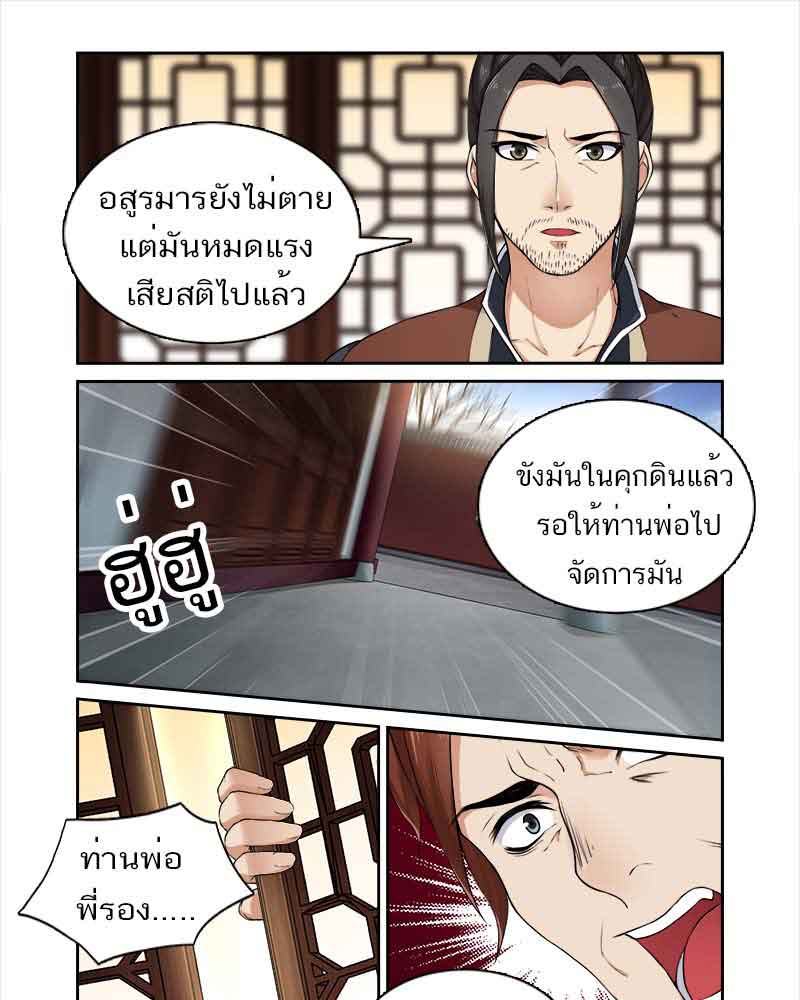 อสูรมารยังไม่ตาย
แต่มันหมดแรง
เสียสติไปแล้ว
ขังมันในคุกดินแล้ว
รอให้ท่านพ่อไป
จัดการมัน
ฮู่ฮู่
ท่านพ่อ
พี่รอง.....